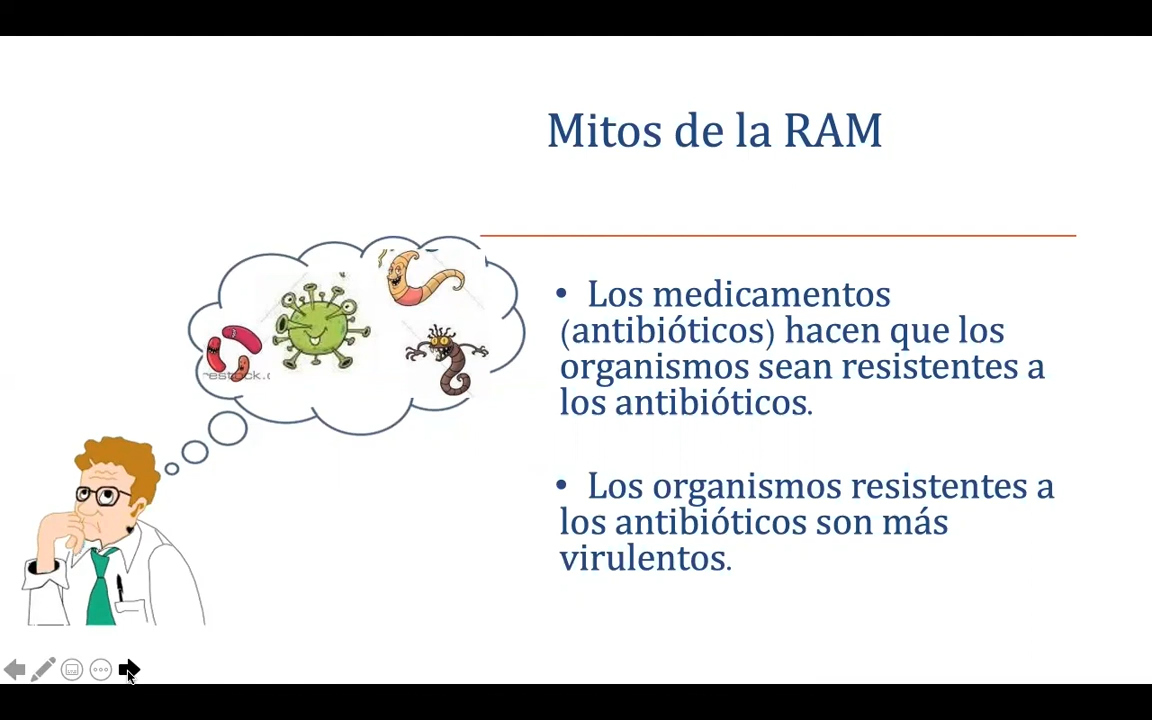 Mitos de la RAM
• Los medicamentos
(antibióticos) hacen que los
organismos sean resistentes a
los antibióticos.
• Los organismos resistentes a
los antibióticos son más
virulentos.